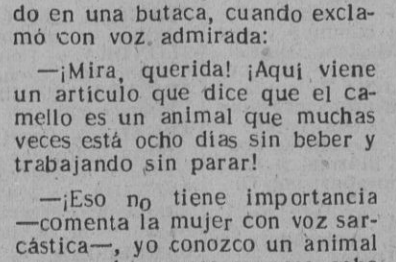 do en una butaca, cuando excla-
mó con voz admirada:
—¡Mira, querida! ¡Aquí viene
un artículo que dice que el ca-
mello es un animal que muchas
veces está ocho días sin beber y
trabajando sin parar!
—¡Eso no tiene importancia
—comenta la mujer con voz sar-
cástica—, yo conozco un animal